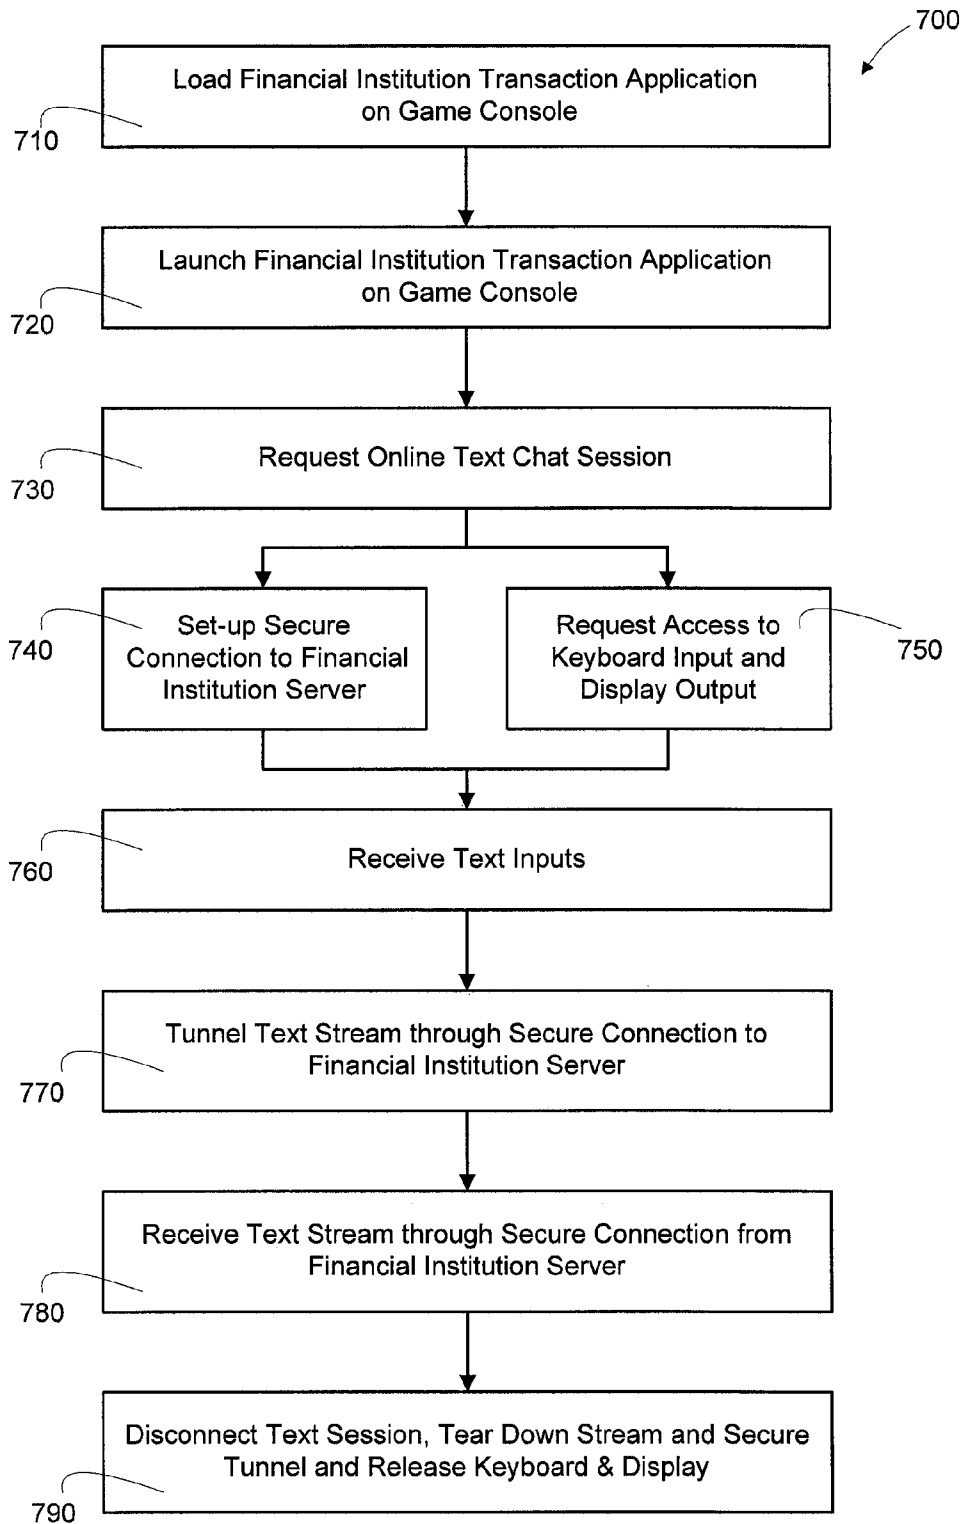 700
Load Financial Institution Transaction Application
on Game Console
710
Launch Financial Institution Transaction Application
on Game Console
720
Request Online Text Chat Session
730
Set-up Secure
Connection to Financial
Institution Server
740
Request Access to
Keyboard Input and
Display Output
750
Receive Text Inputs
760
Tunnel Text Stream through Secure Connection to
Financial Institution Server
770
Receive Text Stream through Secure Connection from
Financial Institution Server
780
Disconnect Text Session, Tear Down Stream and Secure
Tunnel and Release Keyboard & Display
790